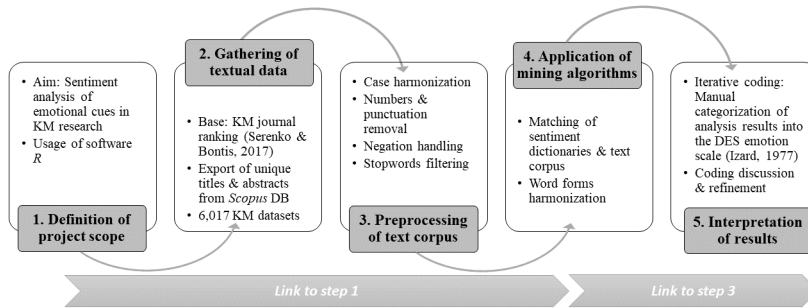 • Aim: Sentiment
analysis of
emotional cues in
KM research
• Usage of software
R
1. Definition of
project scope
2. Gathering of
textual data
• Base: KM journal
ranking (Serenko &
Bontis, 2017)
• Export of unique
titles & abstracts
from Scopus DB
• 6,017 KM datasets
• Case harmonization
• Numbers &
punctuation
removal
• Negation handling
• Stopwords filtering
3. Preprocessing
of text corpus
4. Application of
mining algorithms
• Matching of
sentiment
dictionaries & text
corpus
• Word forms
harmonization
• Iterative coding:
Manual
categorization of
analysis results into
the DES emotion
scale (Izard, 1977)
• Coding discussion
& refinement
5. Interpretation
of results
Link to step 1
Link to step 3